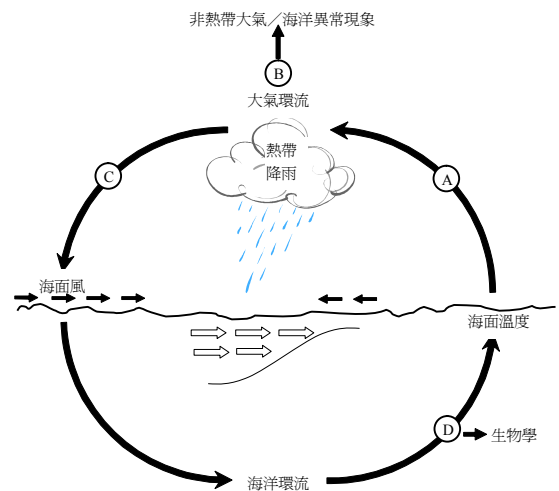 非熱帶大氣／海洋異常現象
B
大氣環流
熱帶
降雨
C
A
海面風
海面溫度
D
生物學
海洋環流